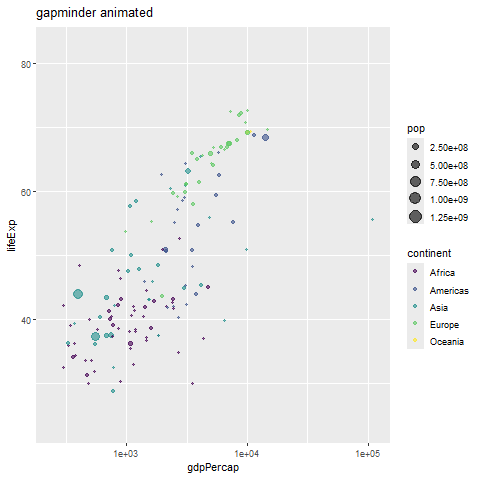 gapminder animated
80
60
40
lifeExp
1e+03
1e+04
1e+05
gdpPercap
pop
2.50e+08
5.00e+08
7.50e+08
1.00e+09
1.25e+09
continent
Africa
Americas
Asia
Europe
Oceania